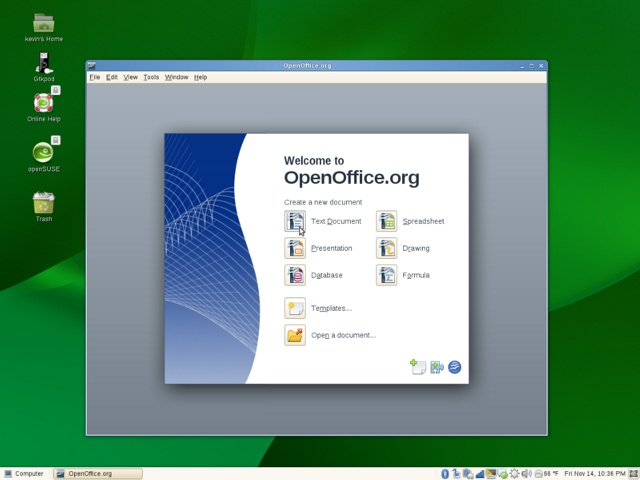 kevin's Home
Gtkpod
Online Help
openSUSE
Trash
OpenOffice.org
File Edit View Tools Window Help
Welcome to
OpenOffice.org
Create a new document
Text Document Spreadsheet
Presentation Drawing
Database Formula
Templates...
Open a document...
Computer OpenOffice.org 66 °F Fri Nov 14, 10:36 PM